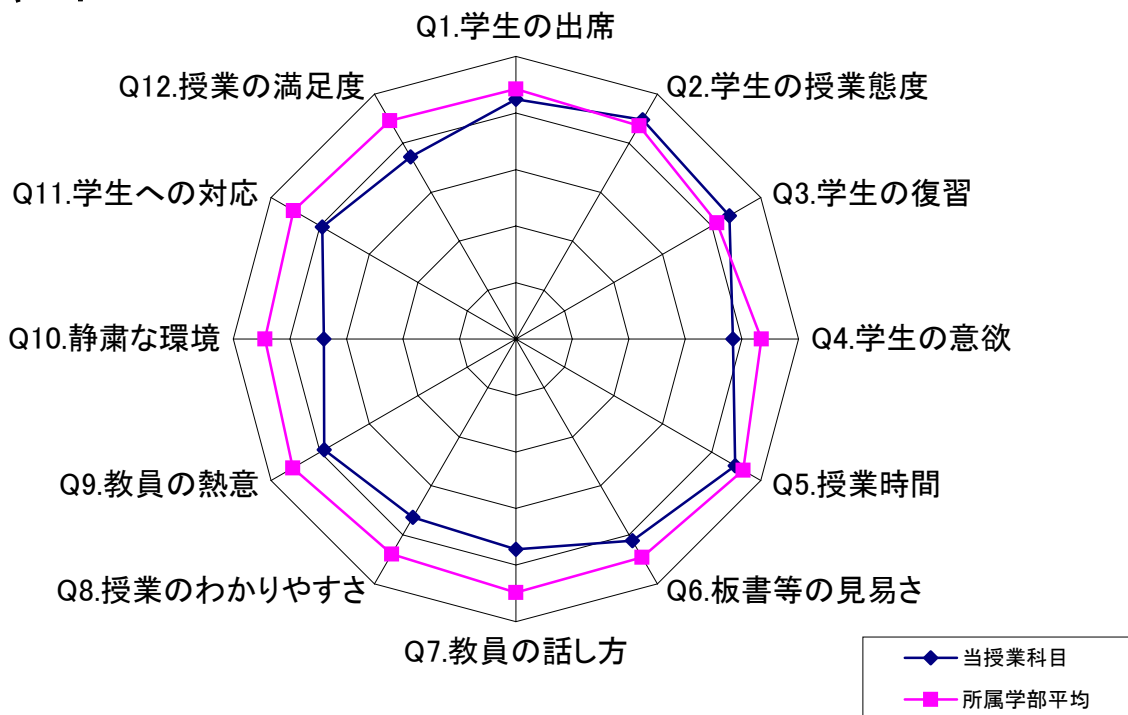 Q1.学生の出席
Q2.学生の授業態度
Q3.学生の復習
Q4.学生の意欲
Q5.授業時間
Q6.板書等の見易さ
Q7.教員の話し方
Q8.授業のわかりやすさ
Q9.教員の熱意
Q10.静粛な環境
Q11.学生への対応
Q12.授業の満足度
当授業科目
所属学部平均